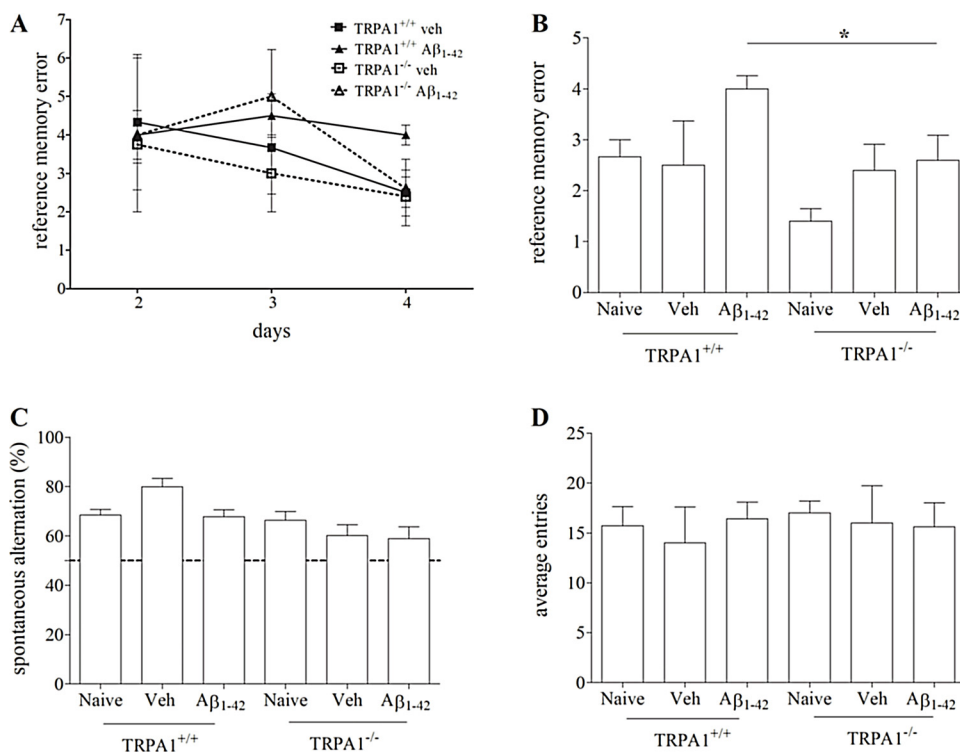 A
7
6
5
4
3
2
1
0
reference memory error
2 3 4
days
TRPA1+/+ veh
TRPA1+/+ Aβ1-42
TRPA1-/- veh
TRPA1-/- Aβ1-42
B
5
4
3
2
1
0
reference memory error
*
Naive Veh Aβ1-42 Naive Veh Aβ1-42
TRPA1+/+ TRPA1-/-
C
100
80
60
40
20
0
spontaneous alternation (%)
Naive Veh Aβ1-42 Naive Veh Aβ1-42
TRPA1+/+ TRPA1-/-
D
25
20
15
10
5
0
average entries
Naive Veh Aβ1-42 Naive Veh Aβ1-42
TRPA1+/+ TRPA1-/-